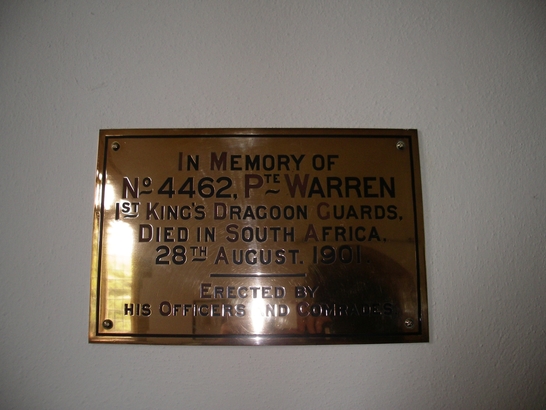 IN MEMORY OF
Nº 4462, PTE WARREN
1ST KING'S DRAGOON GUARDS.
DIED IN SOUTH AFRICA.
28TH AUGUST. 1901.
ERECTED BY
HIS OFFICERS AND COMRADES